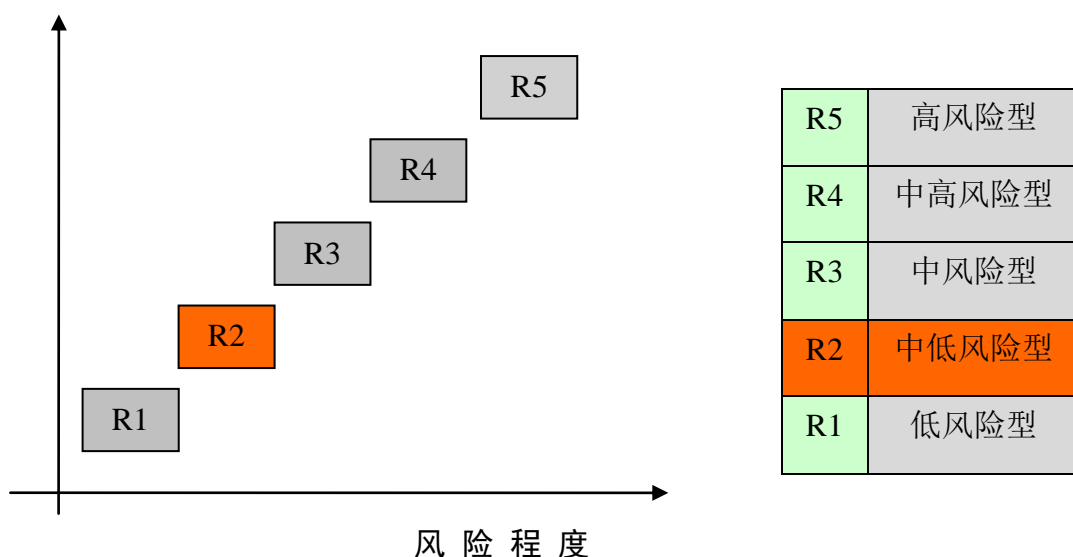 R5
R4
R3
R2
R1
风险程度
R5 高风险型
R4 中高风险型
R3 中风险型
R2 中低风险型
R1 低风险型